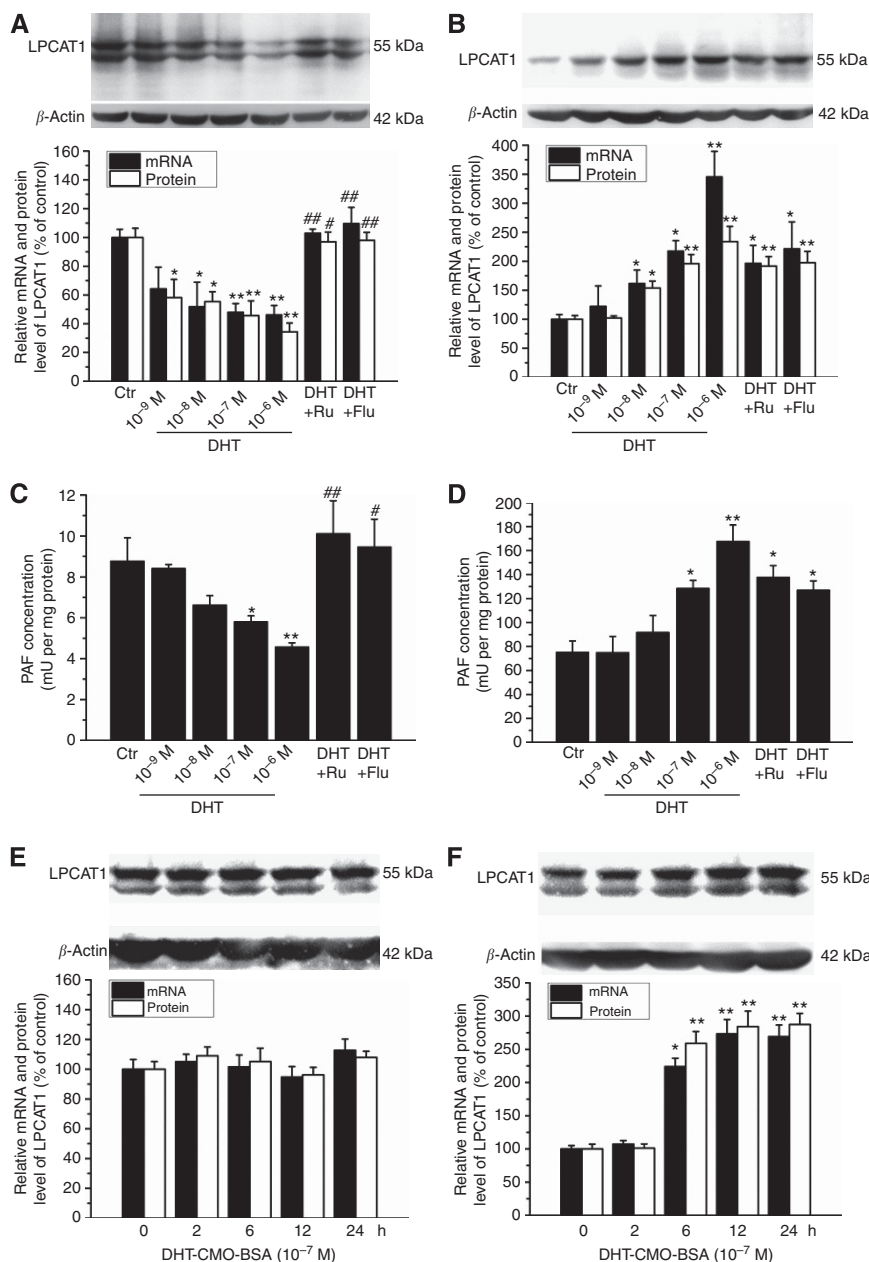 A
LPCAT1
55 kDa
β-Actin
42 kDa
Relative mRNA and protein
level of LPCAT1 (% of control)
160
140
120
100
80
60
40
20
0
mRNA
Protein
*
*
*
**
**
**
**
##
#
##
##
Ctr
10⁻⁹ M
10⁻⁸ M
10⁻⁷ M
10⁻⁶ M
DHT
+Ru
DHT
+Flu
DHT
B
LPCAT1
55 kDa
β-Actin
42 kDa
Relative mRNA and protein
level of LPCAT1 (% of control)
400
350
300
250
200
150
100
50
0
mRNA
Protein
*
*
*
**
**
**
*
**
*
**
Ctr
10⁻⁹ M
10⁻⁸ M
10⁻⁷ M
10⁻⁶ M
DHT
+Ru
DHT
+Flu
DHT
C
PAF concentration
(mU per mg protein)
12
10
8
6
4
2
0
*
**
##
#
Ctr
10⁻⁹ M
10⁻⁸ M
10⁻⁷ M
10⁻⁶ M
DHT
+Ru
DHT
+Flu
DHT
D
PAF concentration
(mU per mg protein)
200
180
160
140
120
100
80
60
40
20
0
*
**
*
*
Ctr
10⁻⁹ M
10⁻⁸ M
10⁻⁷ M
10⁻⁶ M
DHT
+Ru
DHT
+Flu
DHT
E
LPCAT1
55 kDa
β-Actin
42 kDa
Relative mRNA and protein
level of LPCAT1 (% of control)
160
140
120
100
80
60
40
20
0
mRNA
Protein
0 2 6 12 24 h
DHT-CMO-BSA (10⁻⁷ M)
F
LPCAT1
55 kDa
β-Actin
42 kDa
Relative mRNA and protein
level of LPCAT1 (% of control)
350
300
250
200
150
100
50
0
mRNA
Protein
*
**
**
**
**
**
0 2 6 12 24 h
DHT-CMO-BSA (10⁻⁷ M)